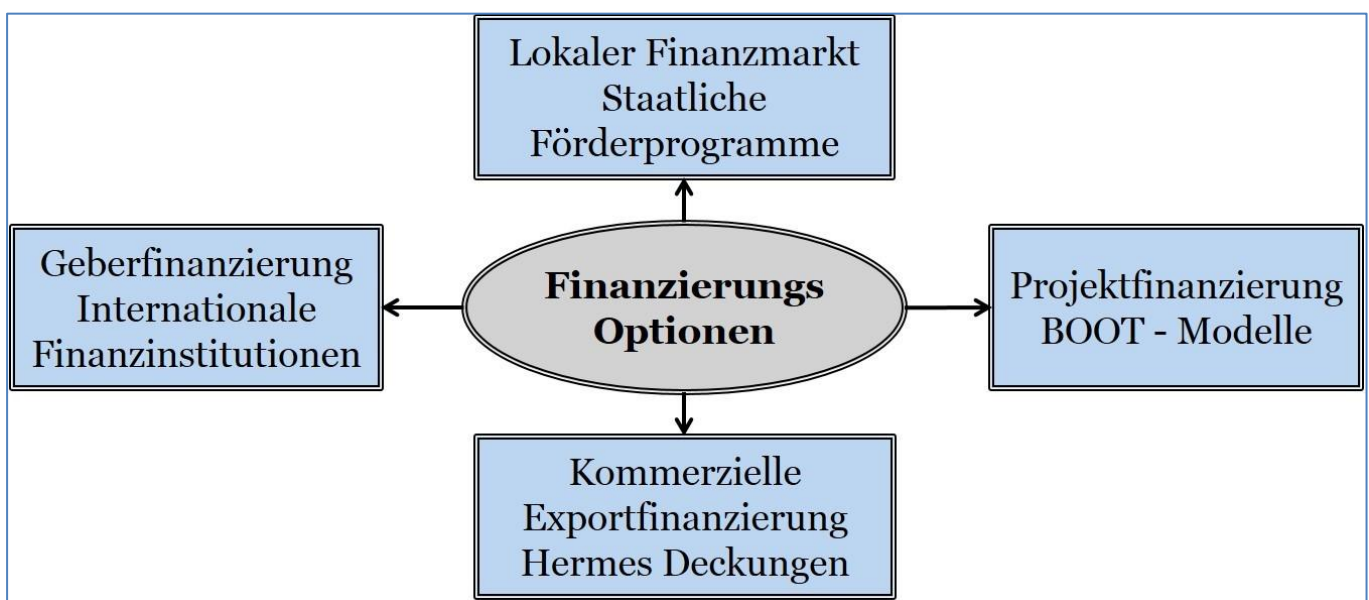 Lokaler Finanzmarkt
Staatliche
Förderprogramme
Geberfinanzierung
Internationale
Finanzinstitutionen
Finanzierungs
Optionen
Projektfinanzierung
BOOT - Modelle
Kommerzielle
Exportfinanzierung
Hermes Deckungen